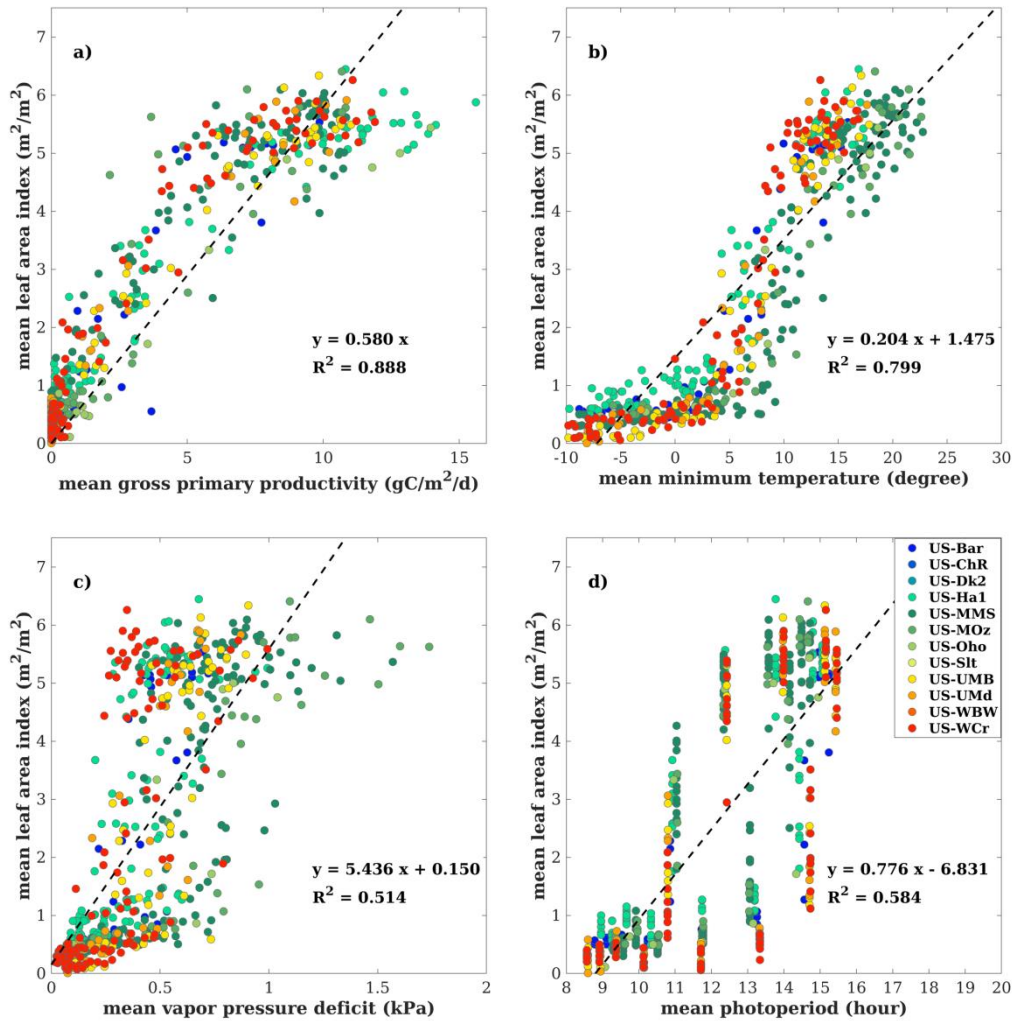 a)
7
6
5
4
3
2
1
0
mean leaf area index (m²/m²)
y = 0.580 x
R² = 0.888
0 5 10 15
mean gross primary productivity (gC/m²/d)
b)
7
6
5
4
3
2
1
0
mean leaf area index (m²/m²)
y = 0.204 x + 1.475
R² = 0.799
-10 -5 0 5 10 15 20 25 30
mean minimum temperature (degree)
c)
7
6
5
4
3
2
1
0
mean leaf area index (m²/m²)
y = 5.436 x + 0.150
R² = 0.514
0 0.5 1 1.5 2
mean vapor pressure deficit (kPa)
d)
7
6
5
4
3
2
1
0
mean leaf area index (m²/m²)
US-Bar
US-ChR
US-Dk2
US-Ha1
US-MMS
US-MOz
US-Oho
US-Slt
US-UMB
US-UMd
US-WBW
US-WCr
y = 0.776 x - 6.831
R² = 0.584
8 9 10 11 12 13 14 15 16 17 18 19 20
mean photoperiod (hour)